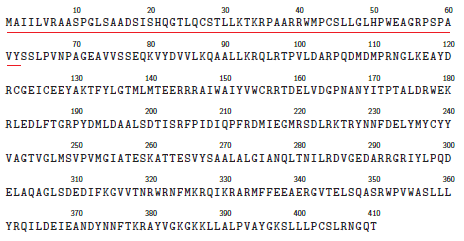 10 20 30 40 50 60
MAIILVRAASPGLSAADSISHQGTLQCSTLLKTKRPAARRWMPCSLLGLHPWEAGRPSPA
70 80 90 100 110 120
VYSSLPVNPAGEAVVSSEQKVYDVVLKQAALLKRQLRTPVLDARPQDMDMPRNGLKEAYD
130 140 150 160 170 180
RCGEICEEYAKTFYLGTMLMTEERRRAIWAIYVWCRRTDELVDGPNANYITPTALDRWEK
190 200 210 220 230 240
RLEDLFTGRPYDMLDAALSDTISRFPIDIQPFRDMIEGMRSDLRKTRYNNFDELYMYCYY
250 260 270 280 290 300
VAGTVGLMSVPVMGIATESKATTESVYSAALALGIANQLTNILRDVGEDARRGRIYLPQD
310 320 330 340 350 360
ELAQAGLSDEDIFKGVVTNRWRNFMKRQIKRARMFFEEAERGVTELSQASRWPVWASLLL
370 380 390 400 410
YRQILDEIEANDYNNFTKRAYVGKGKKLLALPVAYGKSLLLPCSLRNGQT